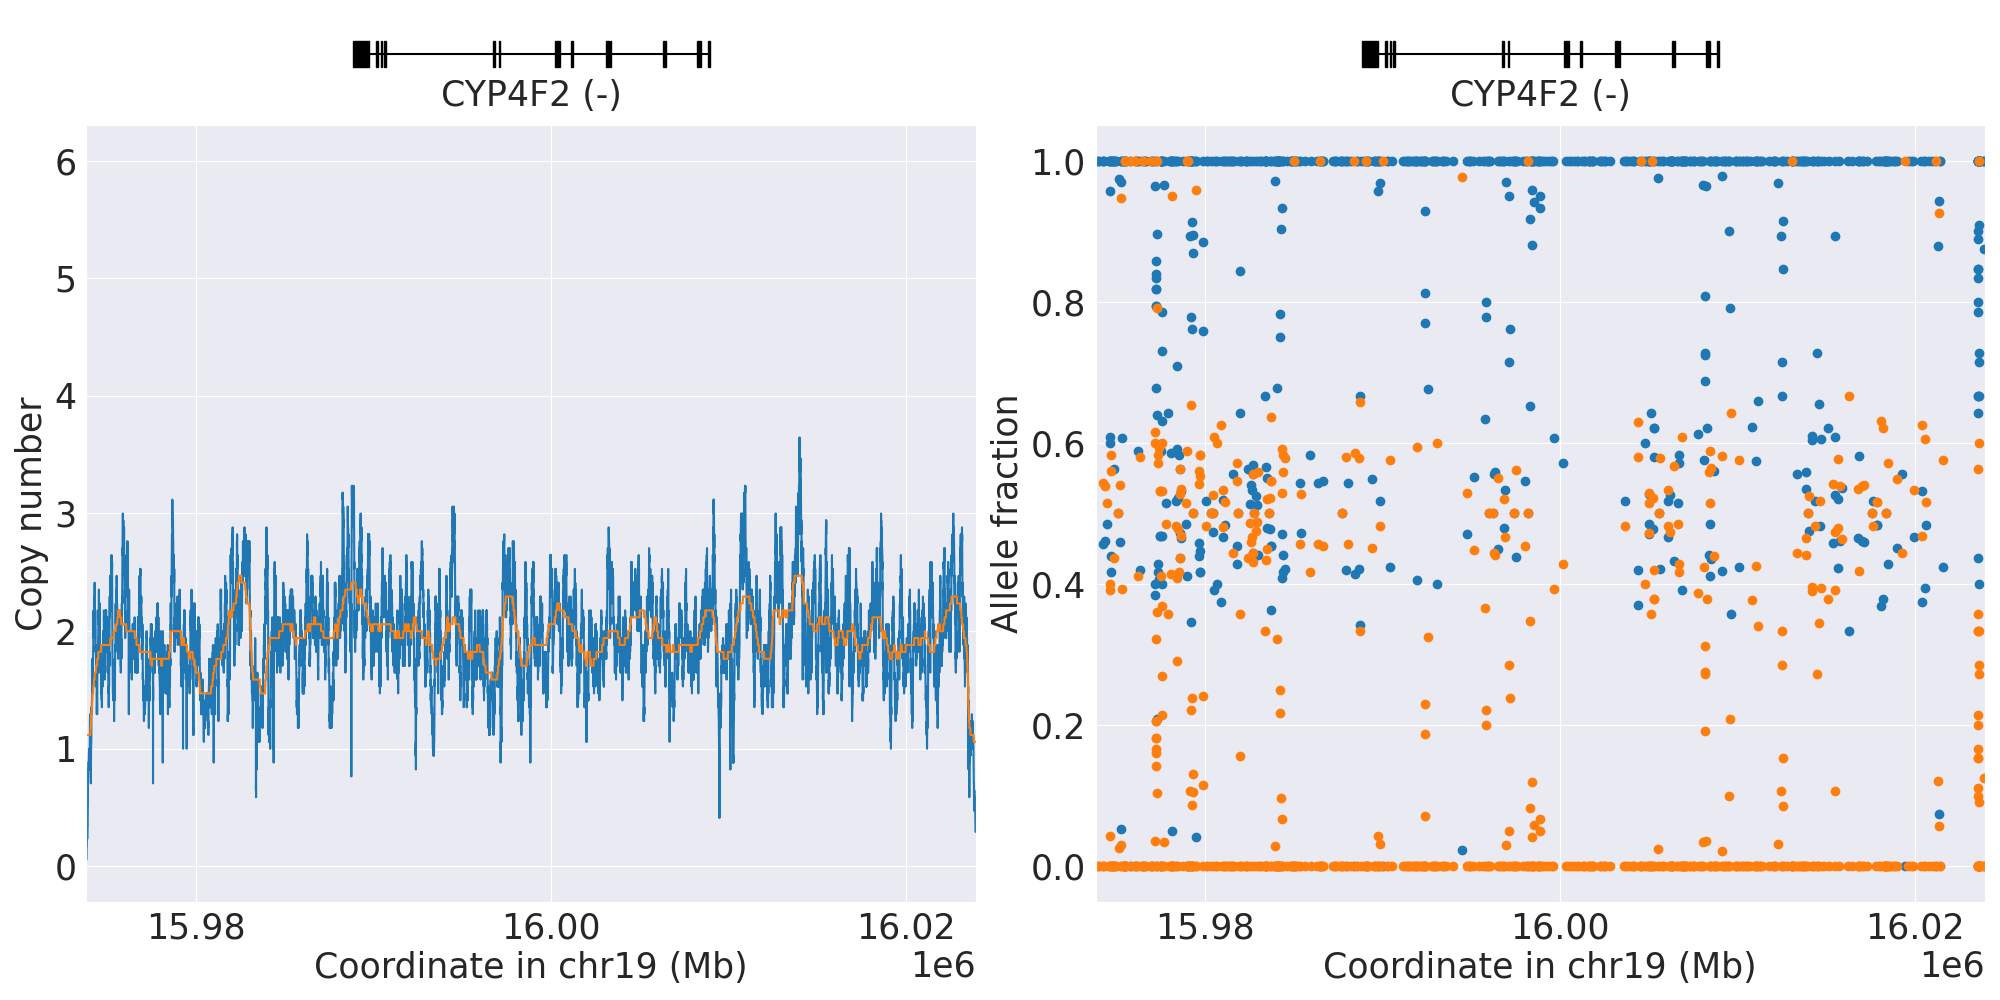 CYP4F2 (-)
6
5
4
3
2
1
0
Copy number
15.98
16.00
16.02
Coordinate in chr19 (Mb)
1e6
CYP4F2 (-)
1.0
0.8
0.6
0.4
0.2
0.0
Allele fraction
15.98
16.00
16.02
Coordinate in chr19 (Mb)
1e6